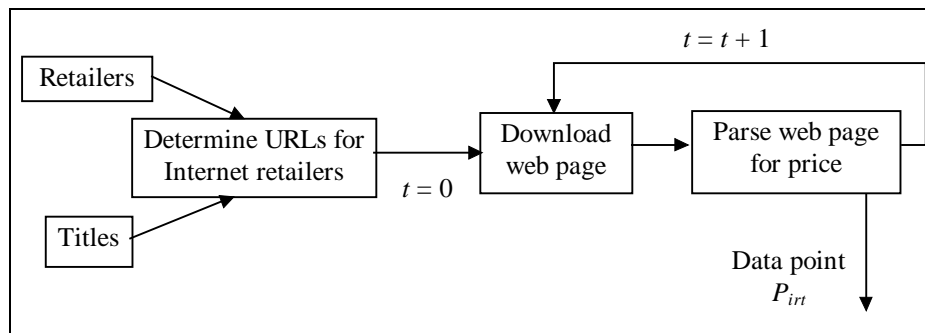 t = t + 1
Retailers
Determine URLs for
Internet retailers
Titles
t = 0
Download
web page
Parse web page
for price
Data point
P_irt